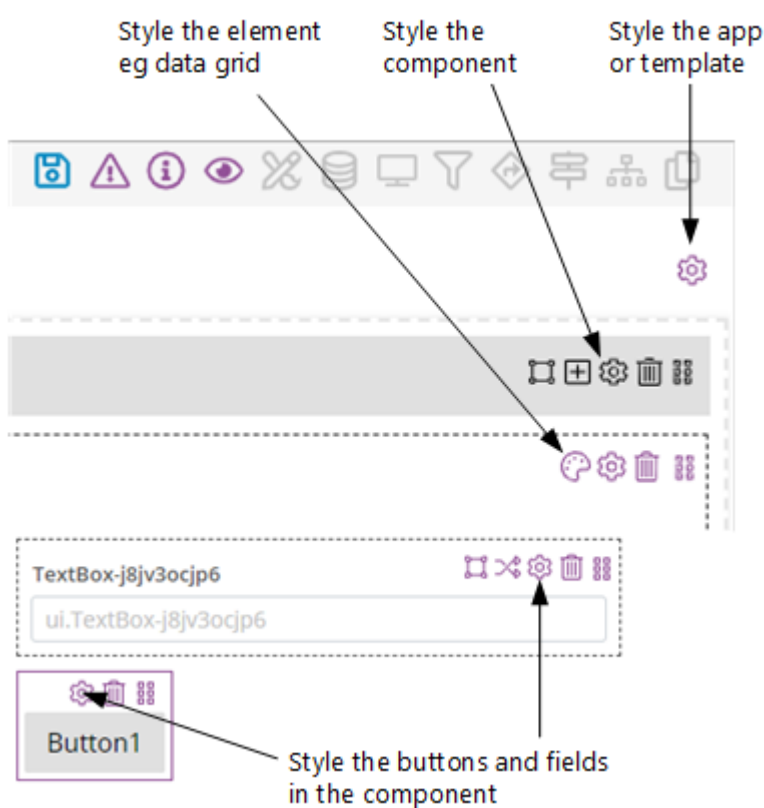 Style the element
eg data grid
Style the
component
Style the app
or template
TextBox-j8jv3ocjp6
ui.TextBox-j8jv3ocjp6
Button1
Style the buttons and fields
in the component